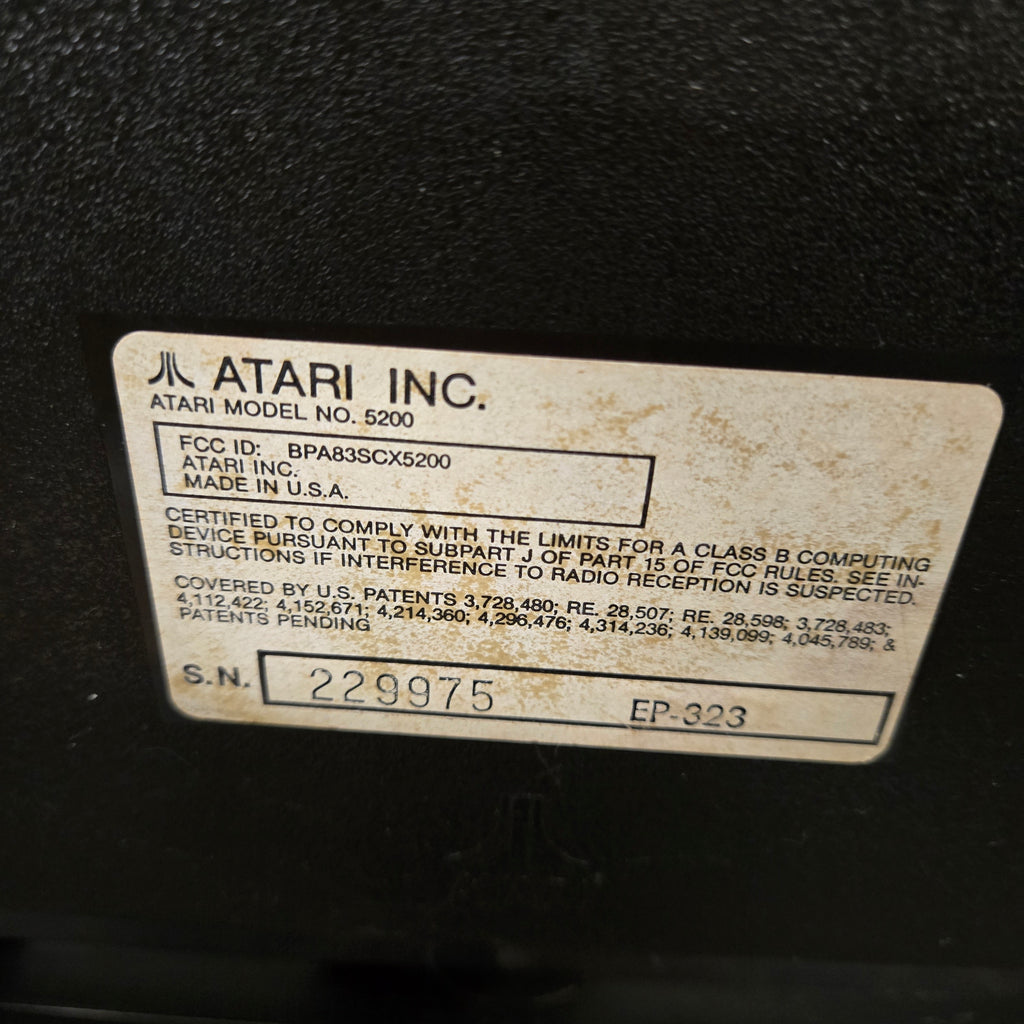 ATARI INC.
ATARI MODEL NO. 5200
FCC ID: BPA83SCX5200
ATARI INC.
MADE IN U.S.A.
CERTIFIED TO COMPLY WITH THE LIMITS FOR A CLASS B COMPUTING
DEVICE PURSUANT TO SUBPART J OF PART 15 OF FCC RULES. SEE IN-
STRUCTIONS IF INTERFERENCE TO RADIO RECEPTION IS SUSPECTED.
COVERED BY U.S. PATENTS 3,728,480; RE. 28,507; RE. 28,598; 3,728,483;
4,112,422; 4,152,671; 4,214,360; 4,296,476; 4,314,236; 4,139,099; 4,045,789; &
PATENTS PENDING
S.N. 229975 EP-323